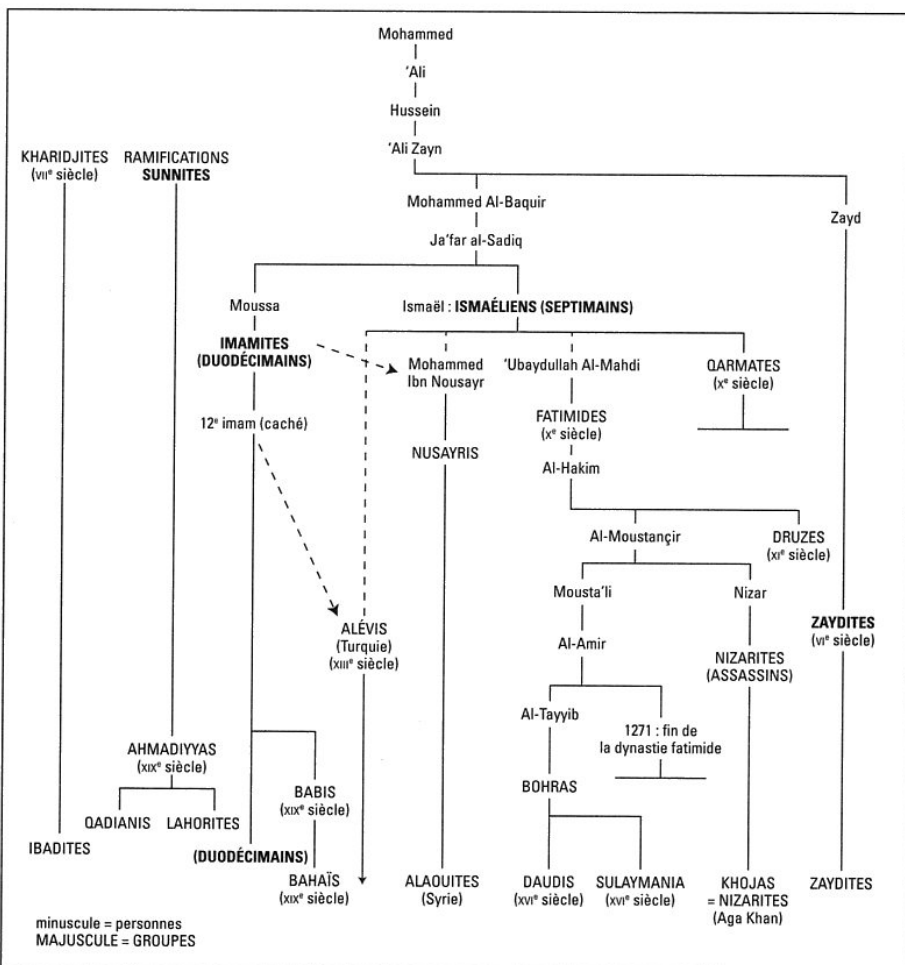 Mohammed
'Ali
Hussein
'Ali Zayn
KHARIDJITES
(VIIe siècle)
RAMIFICATIONS
SUNNITES
Mohammed Al-Baquir
Zayd
Ja'far al-Sadiq
Moussa
Ismaël : ISMAÉLIENS (SEPTIMAINS)
IMAMITES
(DUODÉCIMAINS)
Mohammed
Ibn Nousayr
'Ubaydullah Al-Mahdi
QARMATES
(Xe siècle)
12e imam (caché)
FATIMIDES
(Xe siècle)
NUSAYRIS
Al-Hakim
Al-Moustançir
DRUZES
(XIe siècle)
Mousta'li
Nizar
ALÉVIS
(Turquie)
(XIIIe siècle)
Al-Amir
ZAYDITES
(VIe siècle)
NIZARITES
(ASSASSINS)
Al-Tayyib
1271 : fin de
la dynastie fatimide
AHMADIYYAS
(XIXe siècle)
BABIS
(XIXe siècle)
BOHRAS
QADIANIS
LAHORITES
IBADITES
(DUODÉCIMAINS)
BAHAÏS
(XIXe siècle)
ALAOUITES
(Syrie)
DAUDIS
(XVIe siècle)
SULAYMANIA
(XVIe siècle)
KHOJAS
= NIZARITES
(Aga Khan)
ZAYDITES
minuscule = personnes
MAJUSCULE = GROUPES